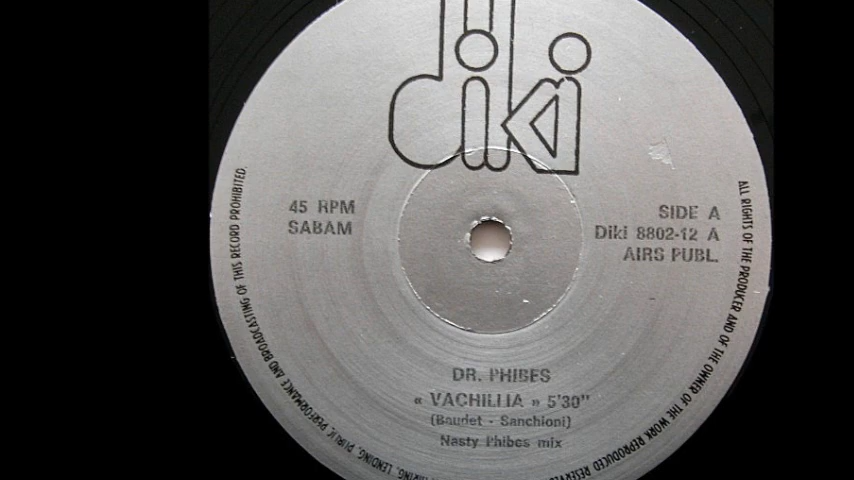 diki
45 RPM
SABAM
SIDE A
Diki 8802-12 A
AIRS PUBL.
DR. PHIBES
« VACHILLIA » 5'30"
(Baudet - Sanchioni)
Nasty Phibes mix
ALL RIGHTS OF THE PRODUCER AND OF THE OWNER OF THE WORK REPRODUCED RESERVED
HIRING, LENDING, PUBLIC PERFORMANCE AND BROADCASTING OF THIS RECORD PROHIBITED.